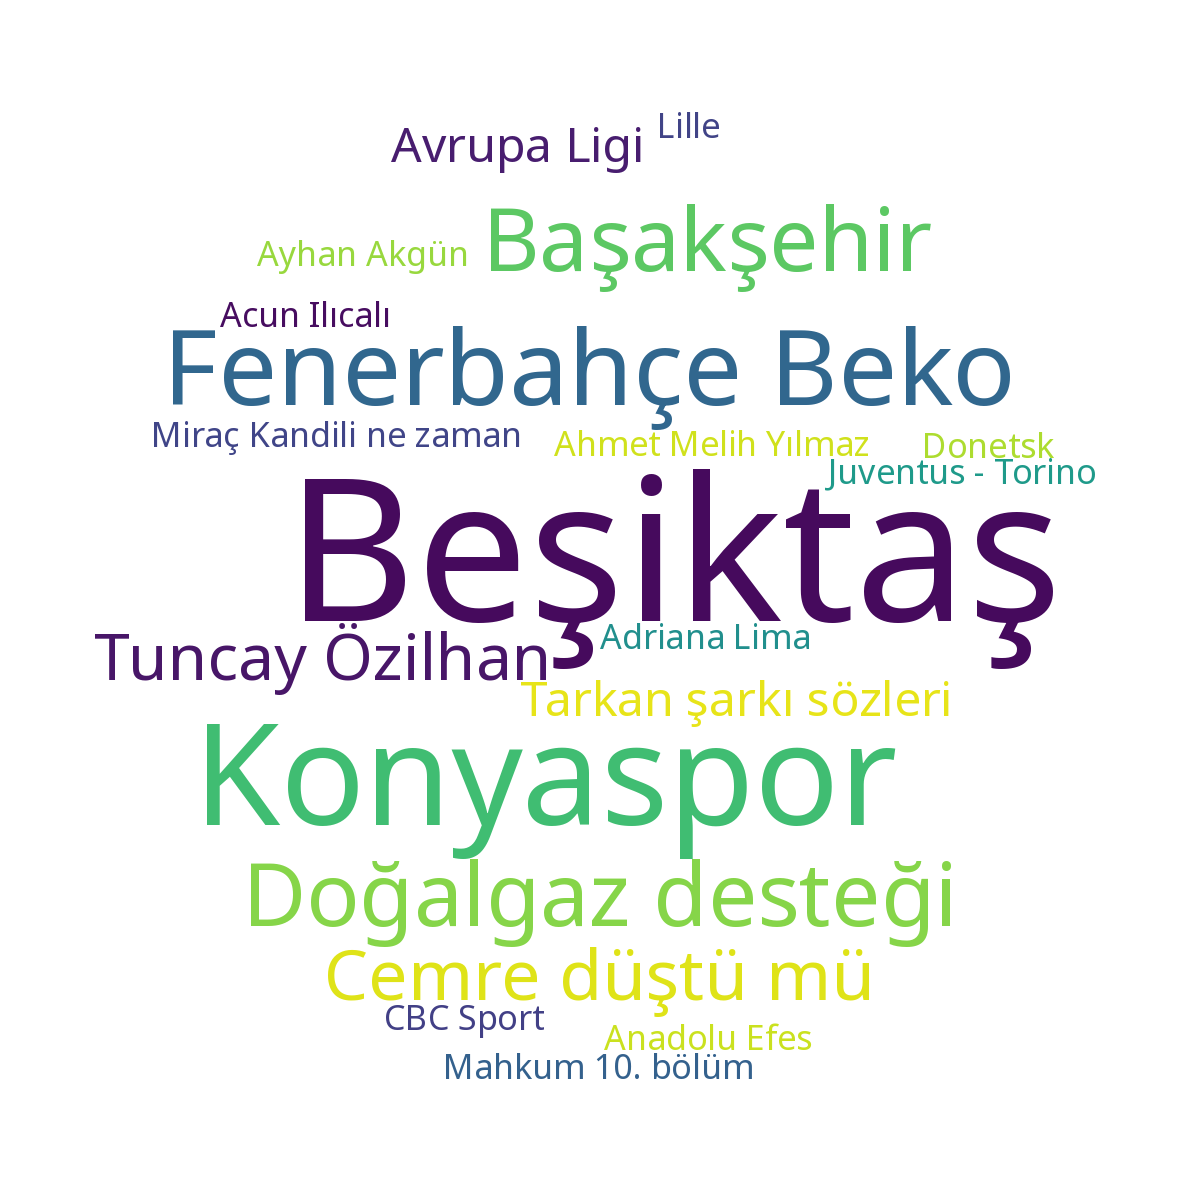 Lille
Avrupa Ligi
Başakşehir
Ayhan Akgün
Acun Ilıcalı
Fenerbahçe Beko
Miraç Kandili ne zaman
Ahmet Melih Yılmaz
Donetsk
Juventus - Torino
Beşiktaş
Adriana Lima
Tuncay Özilhan
Tarkan şarkı sözleri
Konyaspor
Doğalgaz desteği
Cemre düştü mü
CBC Sport
Anadolu Efes
Mahkum 10. bölüm